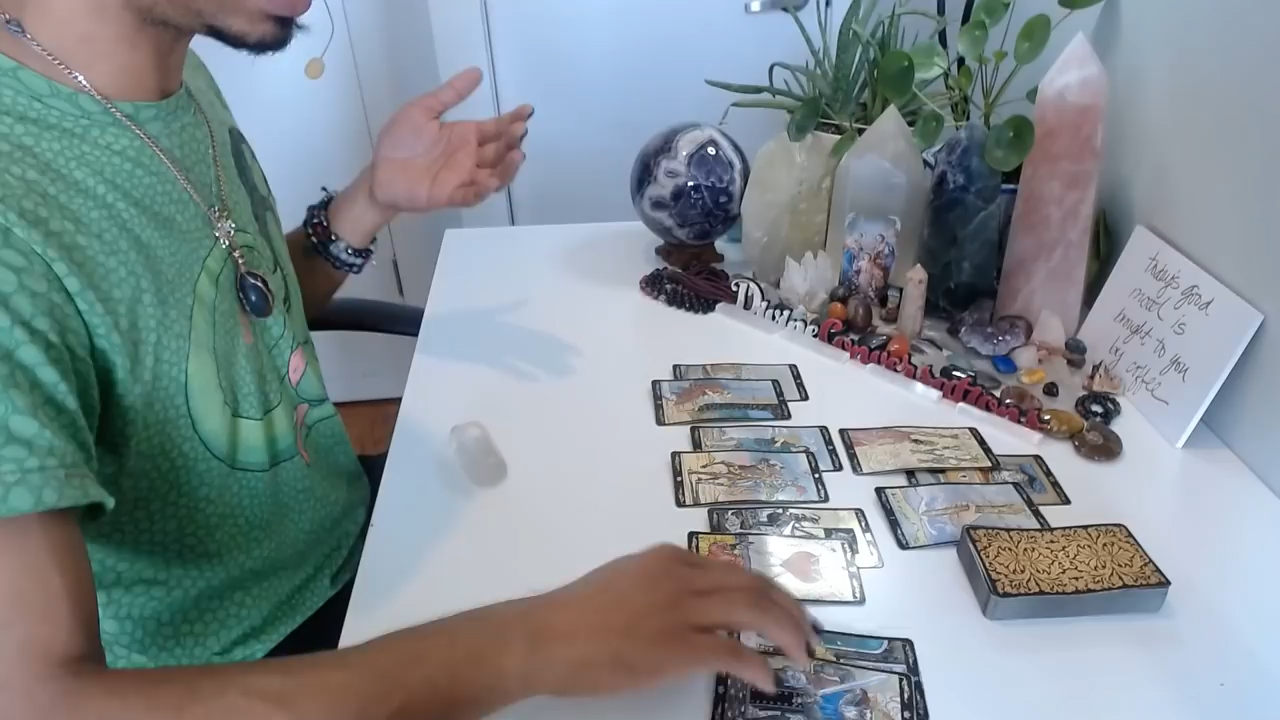 Divine Conversations
today's good
mood is
brought to you
by coffee